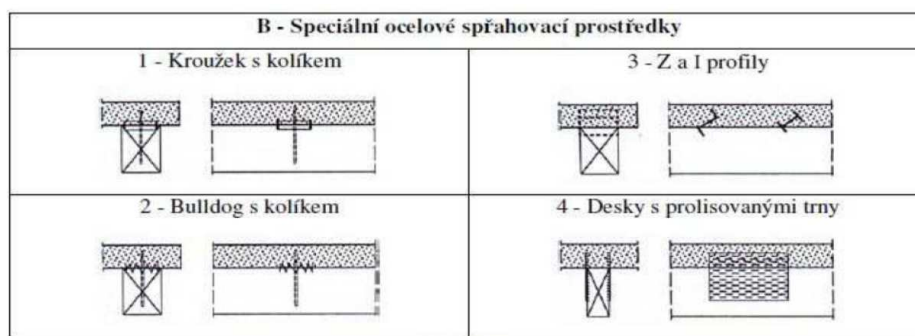 B - Speciální ocelové spřahovací prostředky
1 - Kroužek s kolíkem
3 - Z a I profily
2 - Bulldog s kolíkem
4 - Desky s prolisovanými trny